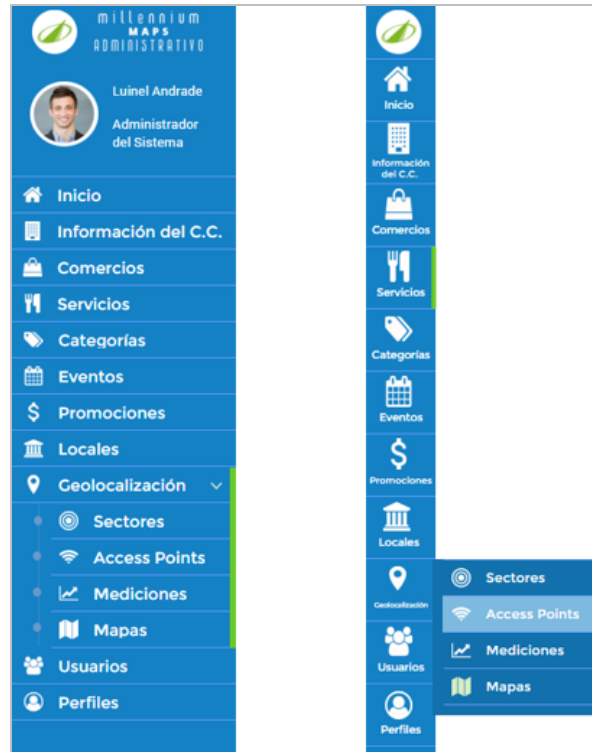 millennium
MAPS
ADMINISTRATIVO
Luinel Andrade
Administrador
del Sistema
Inicio
Información del C.C.
Comercios
Servicios
Categorías
Eventos
Promociones
Locales
Geolocalización
Sectores
Access Points
Mediciones
Mapas
Usuarios
Perfiles
Inicio
Información
del C.C.
Comercios
Servicios
Categorías
Eventos
Promociones
Locales
Geolocalización
Sectores
Access Points
Mediciones
Mapas
Usuarios
Perfiles